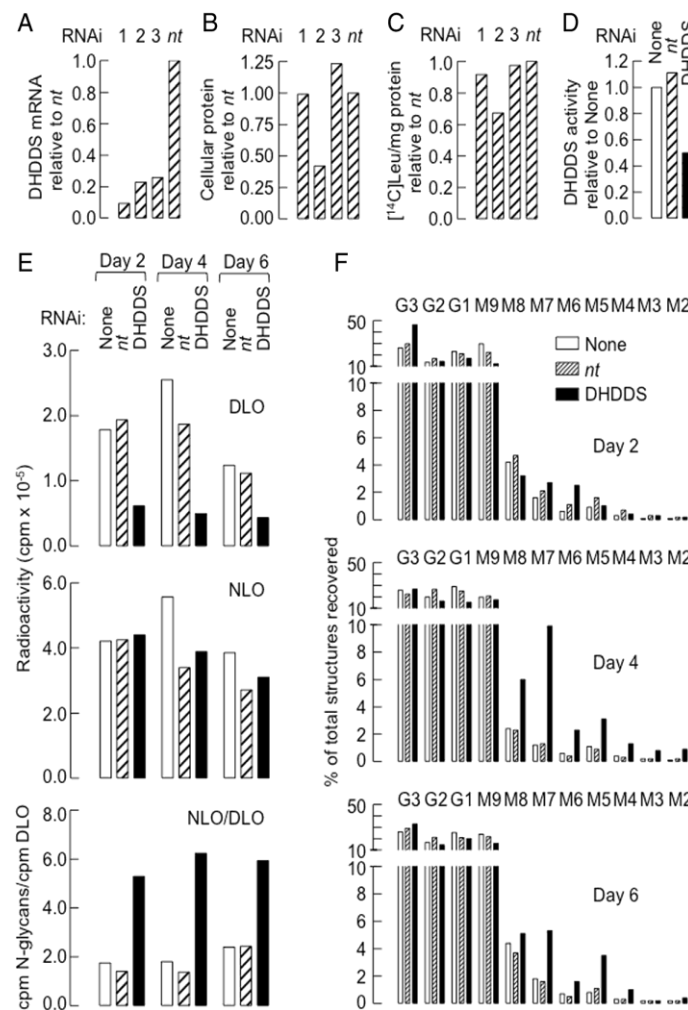 A
RNAi 1 2 3 nt
DHDDS mRNA
relative to nt
1.0
0.8
0.6
0.4
0.2
0.0
B
RNAi 1 2 3 nt
Cellular protein
relative to nt
1.25
1.00
0.75
0.50
0.25
0.00
C
RNAi 1 2 3 nt
[¹⁴C]Leu/mg protein
relative to nt
1.0
0.8
0.6
0.4
0.2
0.0
D
RNAi None nt DHDDS
DHDDS activity
relative to None
1.2
1.0
0.8
0.6
0.4
0.2
0.0
E
Day 2 Day 4 Day 6
RNAi: None nt DHDDS None nt DHDDS None nt DHDDS
Radioactivity (cpm x 10⁻⁵)
3.0
2.0
1.0
0.0
DLO
6.0
4.0
2.0
0.0
NLO
cpm N-glycans/cpm DLO
8.0
6.0
4.0
2.0
0.0
NLO/DLO
F
% of total structures recovered
G3 G2 G1 M9 M8 M7 M6 M5 M4 M3 M2
50
10
10
8
6
4
2
0
None
nt
DHDDS
Day 2
G3 G2 G1 M9 M8 M7 M6 M5 M4 M3 M2
50
10
10
8
6
4
2
0
Day 4
G3 G2 G1 M9 M8 M7 M6 M5 M4 M3 M2
50
10
10
8
6
4
2
0
Day 6